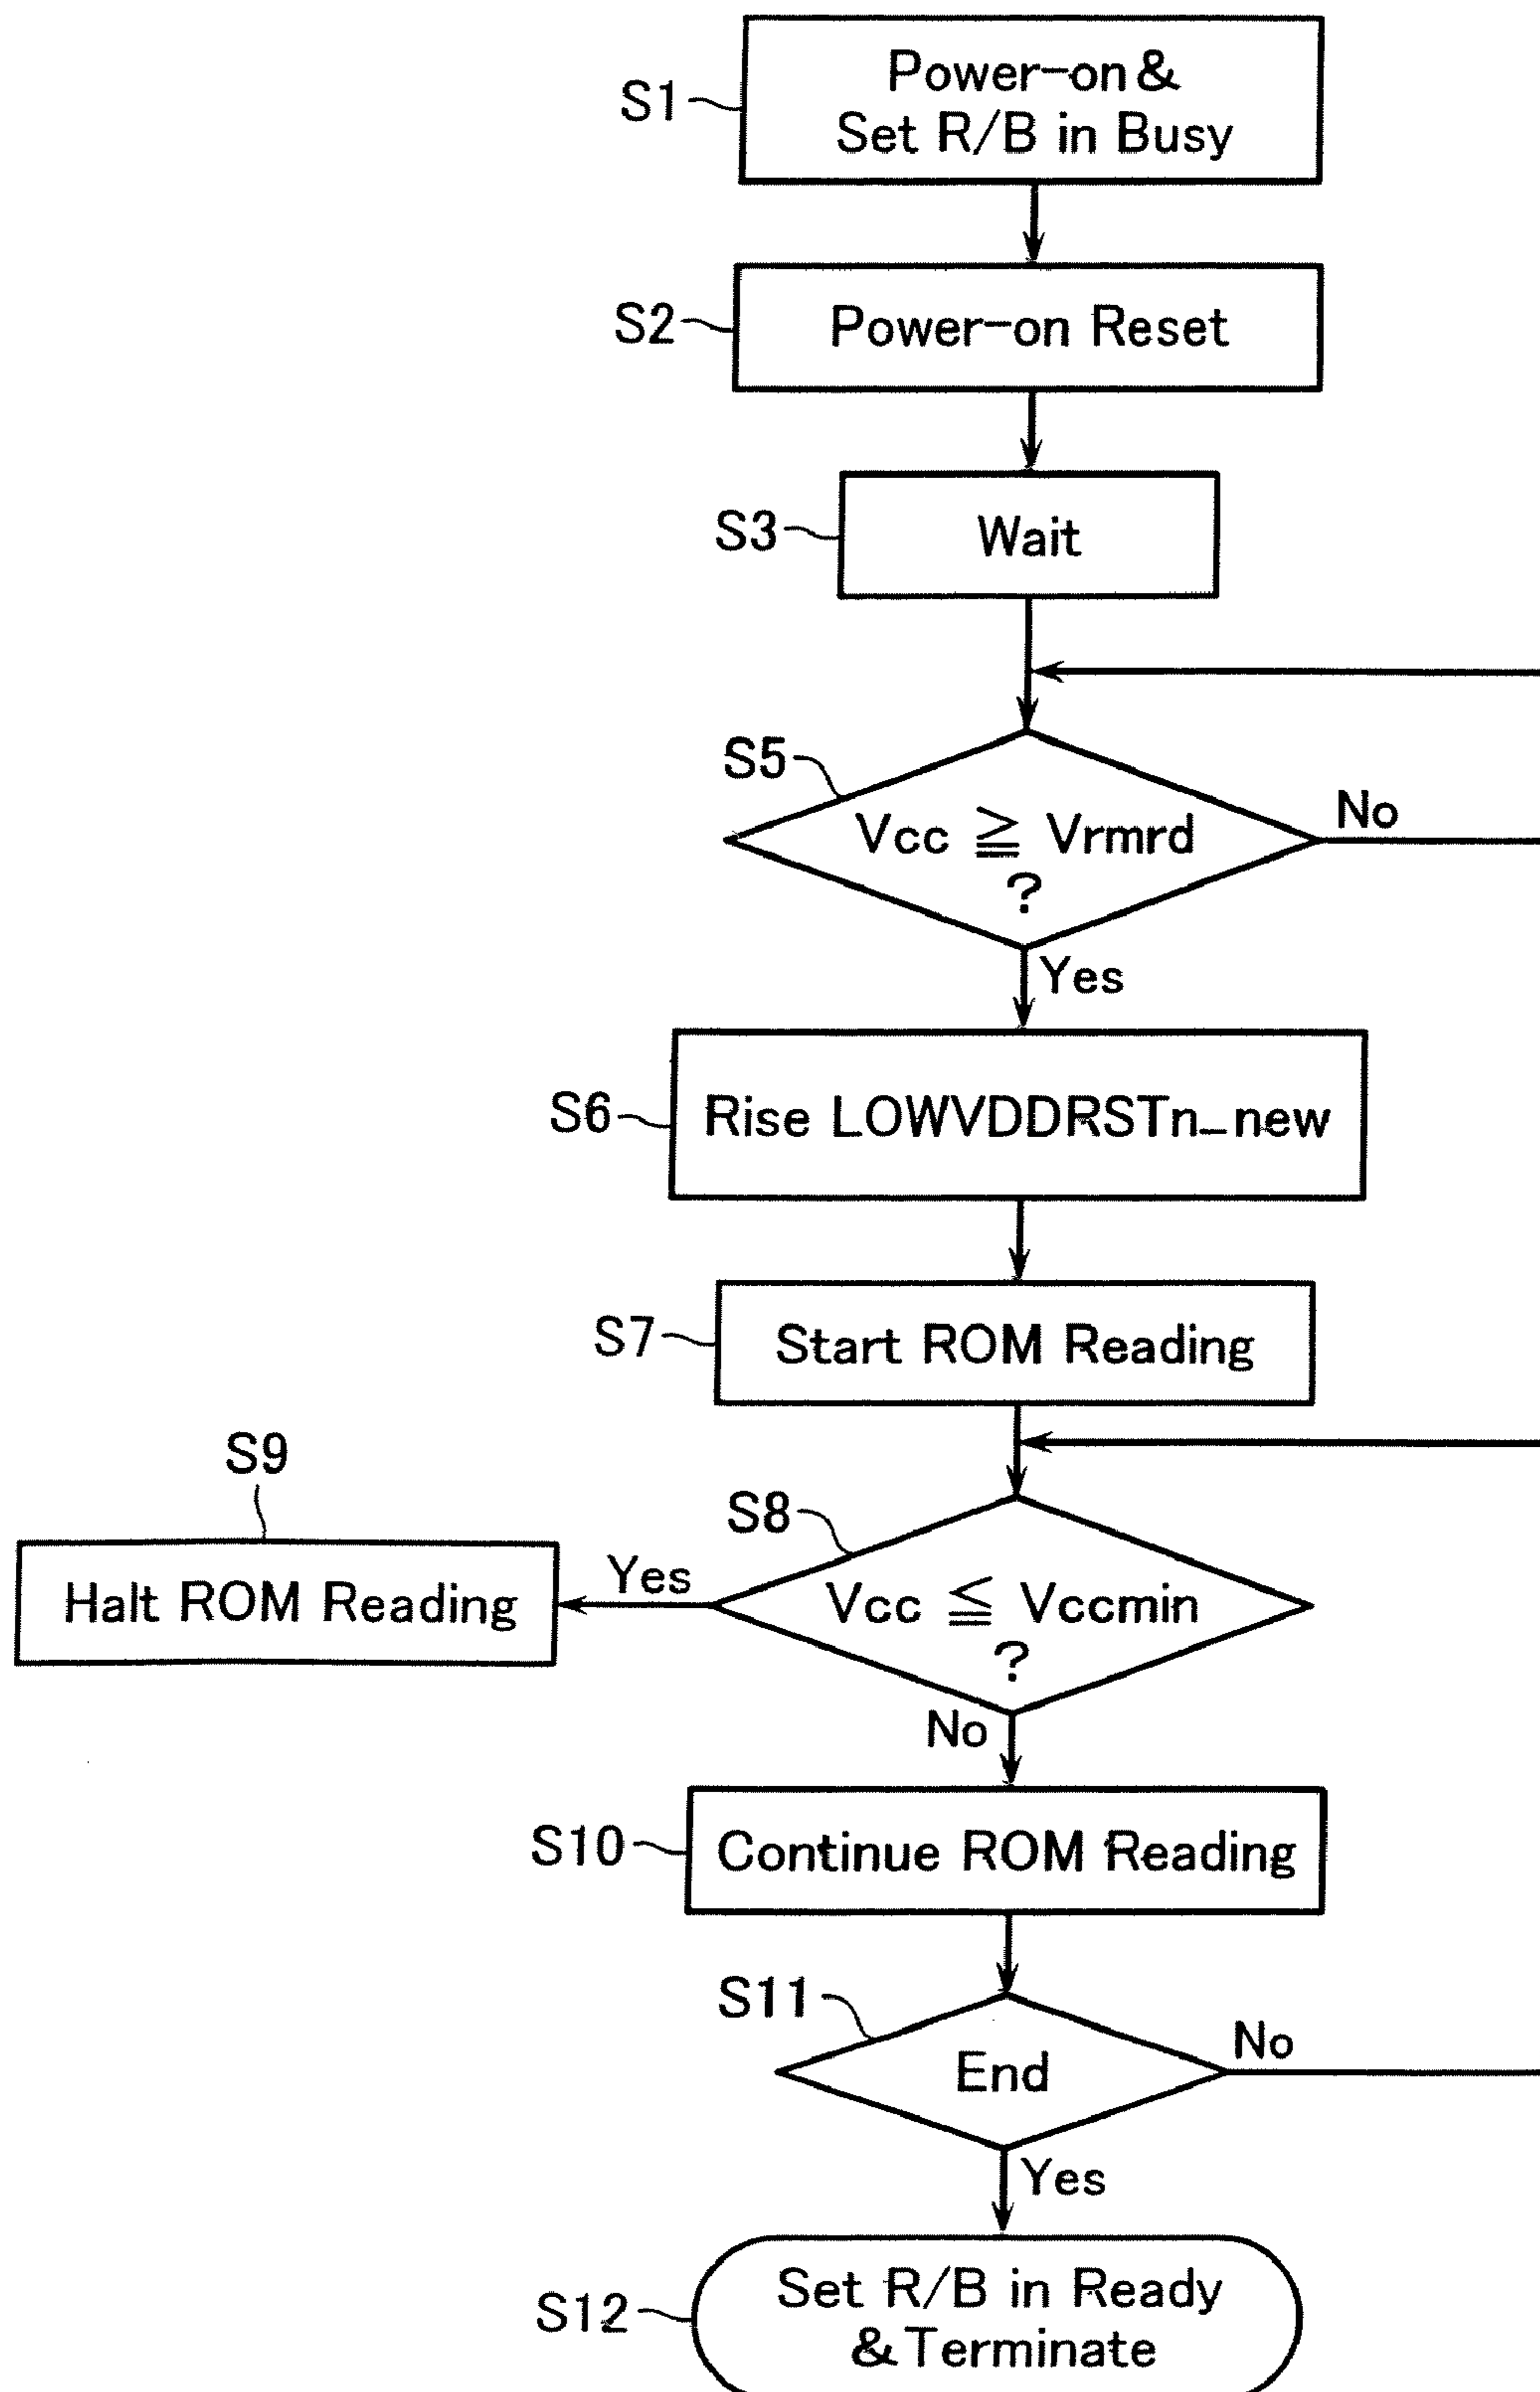 S1
Power-on &
Set R/B in Busy
S2
Power-on Reset
S3
Wait
S5
Vcc ≧ Vrmrd
?
No
Yes
S6
Rise LOWVDDRSTn_new
S7
Start ROM Reading
S9
Halt ROM Reading
Yes
S8
Vcc ≦ Vccmin
?
No
S10
Continue ROM Reading
S11
End
No
Yes
S12
Set R/B in Ready
& Terminate